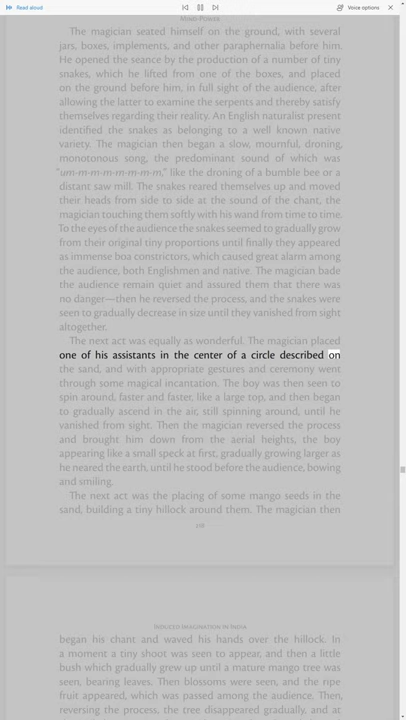 Read aloud
Voice options
MIND-POWER
The magician seated himself on the ground, with several
jars, boxes, implements, and other paraphernalia before him.
He opened the seance by the production of a number of tiny
snakes, which he lifted from one of the boxes, and placed
on the ground before him, in full sight of the audience, after
allowing the latter to examine the serpents and thereby satisfy
themselves regarding their reality. An English naturalist present
identified the snakes as belonging to a well known native
variety. The magician then began a slow, mournful, droning,
monotonous song, the predominant sound of which was
"um-m-m-m-m-m-m," like the droning of a bumble bee or a
distant saw mill. The snakes reared themselves up and moved
their heads from side to side at the sound of the chant, the
magician touching them softly with his wand from time to time.
To the eyes of the audience the snakes seemed to gradually grow
from their original tiny proportions until finally they appeared
as immense boa constrictors, which caused great alarm among
the audience, both Englishmen and native. The magician bade
the audience remain quiet and assured them that there was
no danger—then he reversed the process, and the snakes were
seen to gradually decrease in size until they vanished from sight
altogether.
The next act was equally as wonderful. The magician placed
one of his assistants in the center of a circle described on
the sand, and with appropriate gestures and ceremony went
through some magical incantation. The boy was then seen to
spin around, faster and faster, like a large top, and then began
to gradually ascend in the air, still spinning around, until he
vanished from sight. Then the magician reversed the process
and brought him down from the aerial heights, the boy
appearing like a small speck at first, gradually growing larger as
he neared the earth, until he stood before the audience, bowing
and smiling.
The next act was the placing of some mango seeds in the
sand, building a tiny hillock around them. The magician then
INDUCED IMAGINATION IN INDIA
began his chant and waved his hands over the hillock. In
a moment a tiny shoot was seen to appear, and then a little
bush which gradually grew up until a mature mango tree was
seen, bearing leaves. Then blossoms were seen, and the ripe
fruit appeared, which was passed among the audience. Then,
reversing the process, the tree disappeared gradually, and at